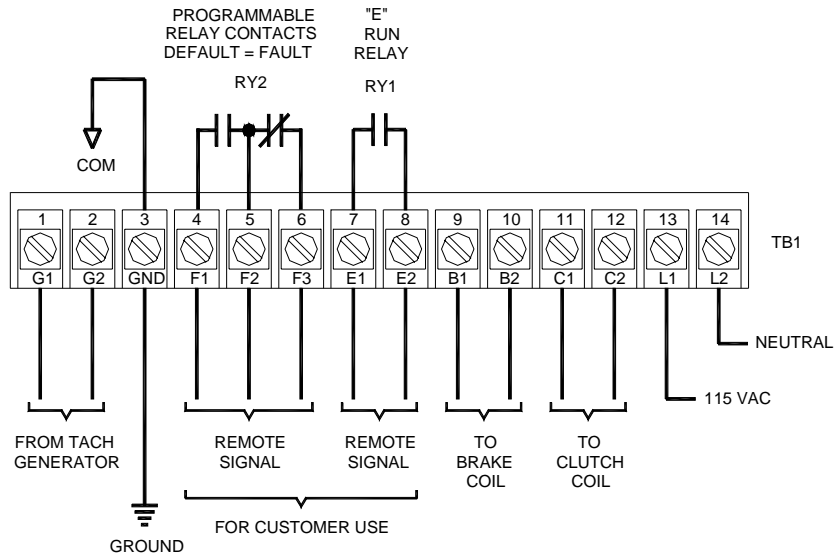 PROGRAMMABLE
RELAY CONTACTS
DEFAULT = FAULT
RY2
"E"
RUN
RELAY
RY1
COM
1 2 3 4 5 6 7 8 9 10 11 12 13 14
TB1
G1 G2 GND F1 F2 F3 E1 E2 B1 B2 C1 C2 L1 L2
NEUTRAL
115 VAC
FROM TACH
GENERATOR
REMOTE
SIGNAL
REMOTE
SIGNAL
TO
BRAKE
COIL
TO
CLUTCH
COIL
FOR CUSTOMER USE
GROUND